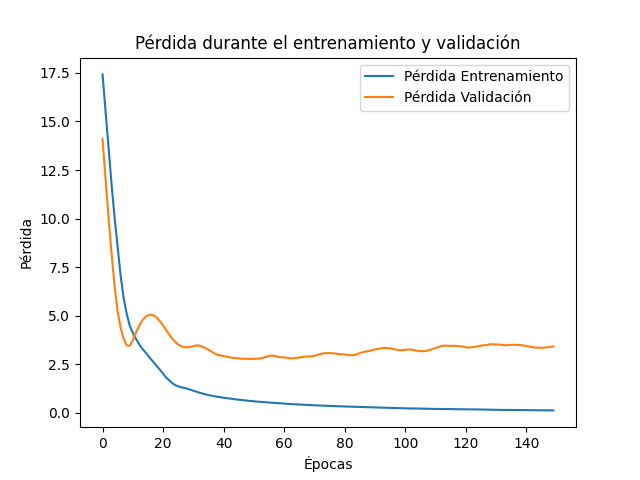 Pérdida durante el entrenamiento y validación
Pérdida Entrenamiento
Pérdida Validación
Pérdida
17.5
15.0
12.5
10.0
7.5
5.0
2.5
0.0
0 20 40 60 80 100 120 140
Épocas